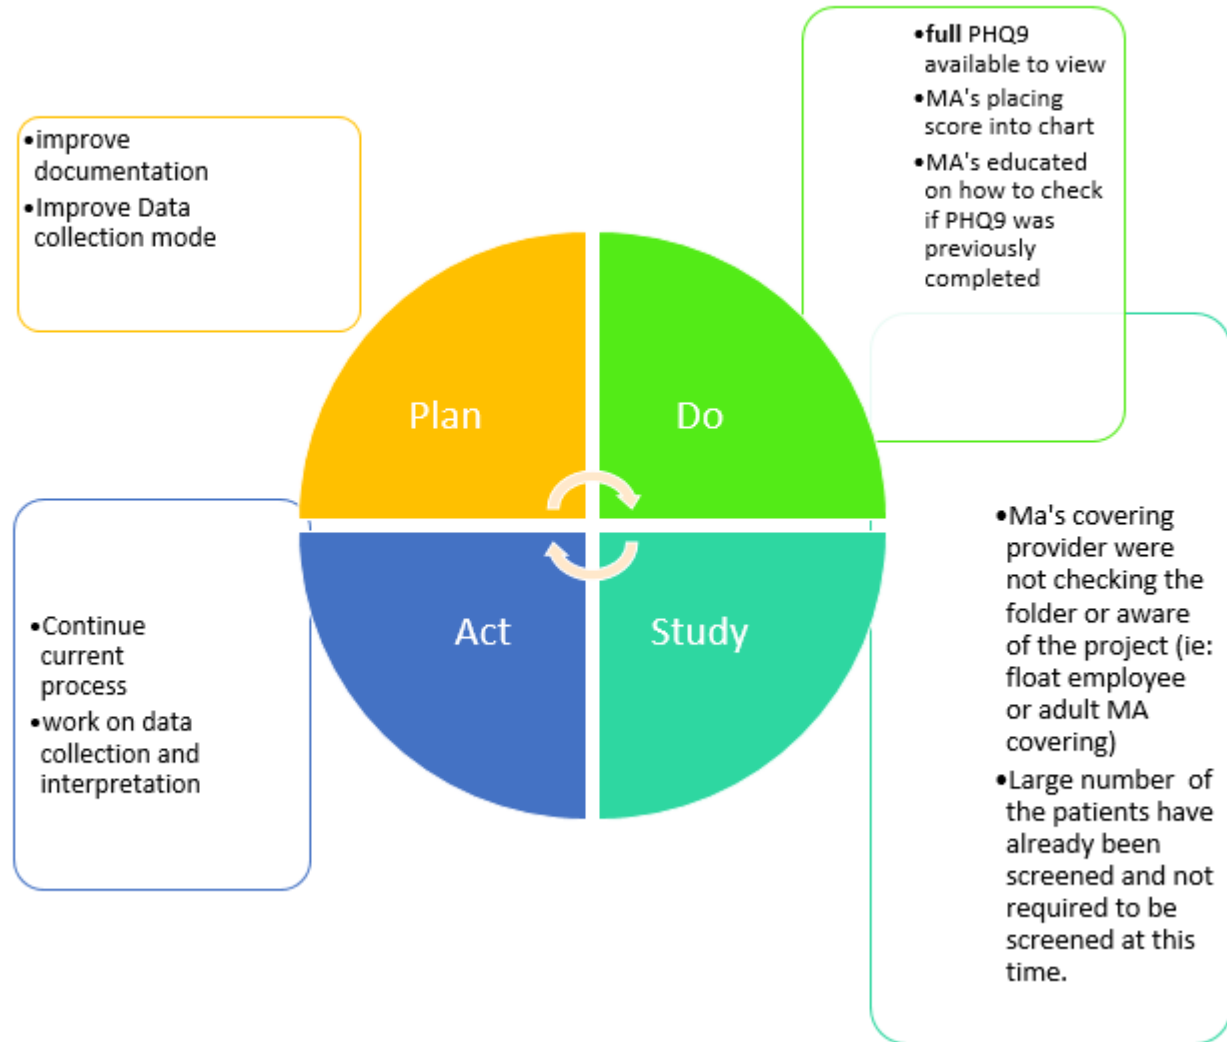 •improve
documentation
•Improve Data
collection mode
•full PHQ9
available to view
•MA's placing
score into chart
•MA's educated
on how to check
if PHQ9 was
previously
completed
Plan
Do
Act
Study
•Continue
current
process
•work on data
collection and
interpretation
•Ma's covering
provider were
not checking the
folder or aware
of the project (ie:
float employee
or adult MA
covering)
•Large number of
the patients have
already been
screened and not
required to be
screened at this
time.